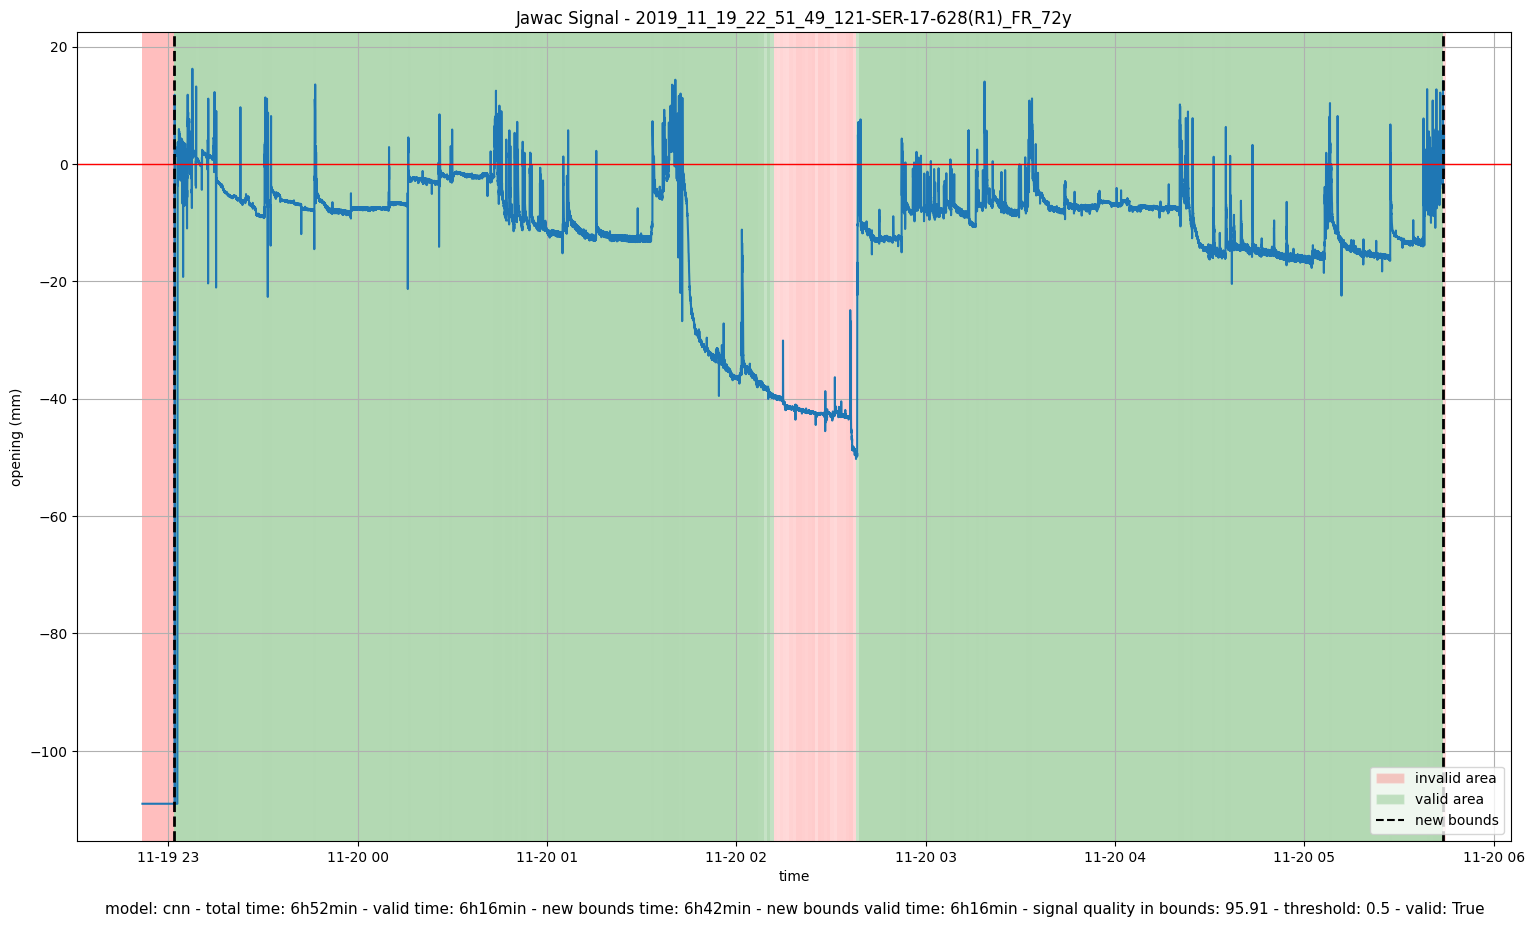 Jawac Signal - 2019_11_19_22_51_49_121-SER-17-628(R1)_FR_72y
20
0
−20
−40
−60
−80
−100
opening (mm)
11-19 23
11-20 00
11-20 01
11-20 02
11-20 03
11-20 04
11-20 05
11-20 06
time
invalid area
valid area
new bounds
model: cnn - total time: 6h52min - valid time: 6h16min - new bounds time: 6h42min - new bounds valid time: 6h16min - signal quality in bounds: 95.91 - threshold: 0.5 - valid: True